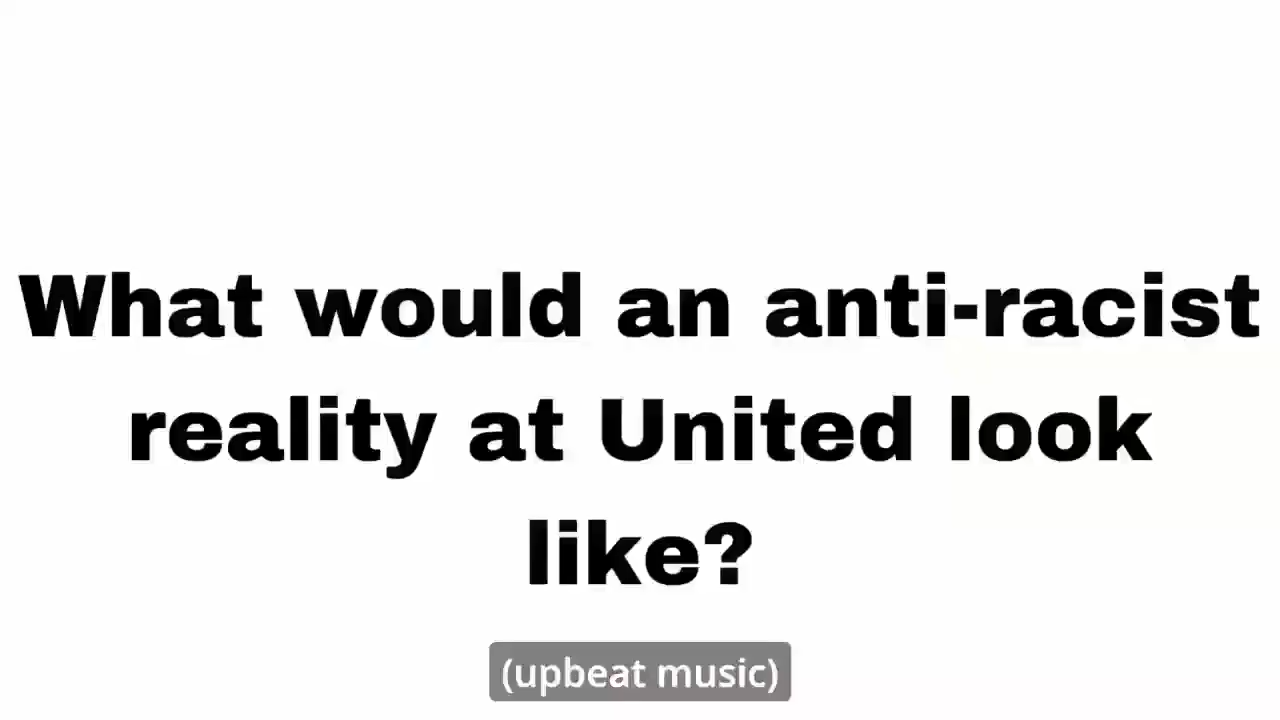 What would an anti-racist
reality at United look
like?
(upbeat music)